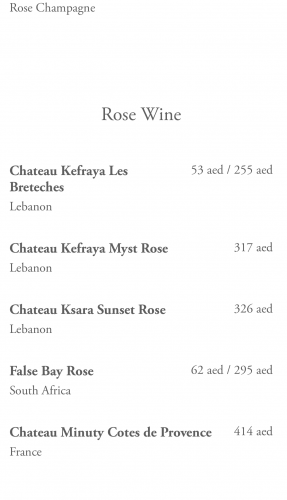 Rose Champagne
Rose Wine
Chateau Kefraya Les 53 aed / 255 aed
Breteches
Lebanon
Chateau Kefraya Myst Rose 317 aed
Lebanon
Chateau Ksara Sunset Rose 326 aed
Lebanon
False Bay Rose 62 aed / 295 aed
South Africa
Chateau Minuty Cotes de Provence 414 aed
France